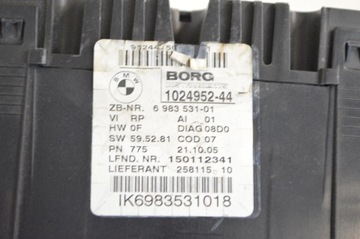 BMW
BORG
1024952-44
ZB-NR. 6 983 531-01
VI RP AI .01
HW 0F DIAG 08D0
SW 59.52.81 COD 07
PN 775 21.10.05
LFND. NR. 150112341
LIEFERANT 258115 10
IK6983531018